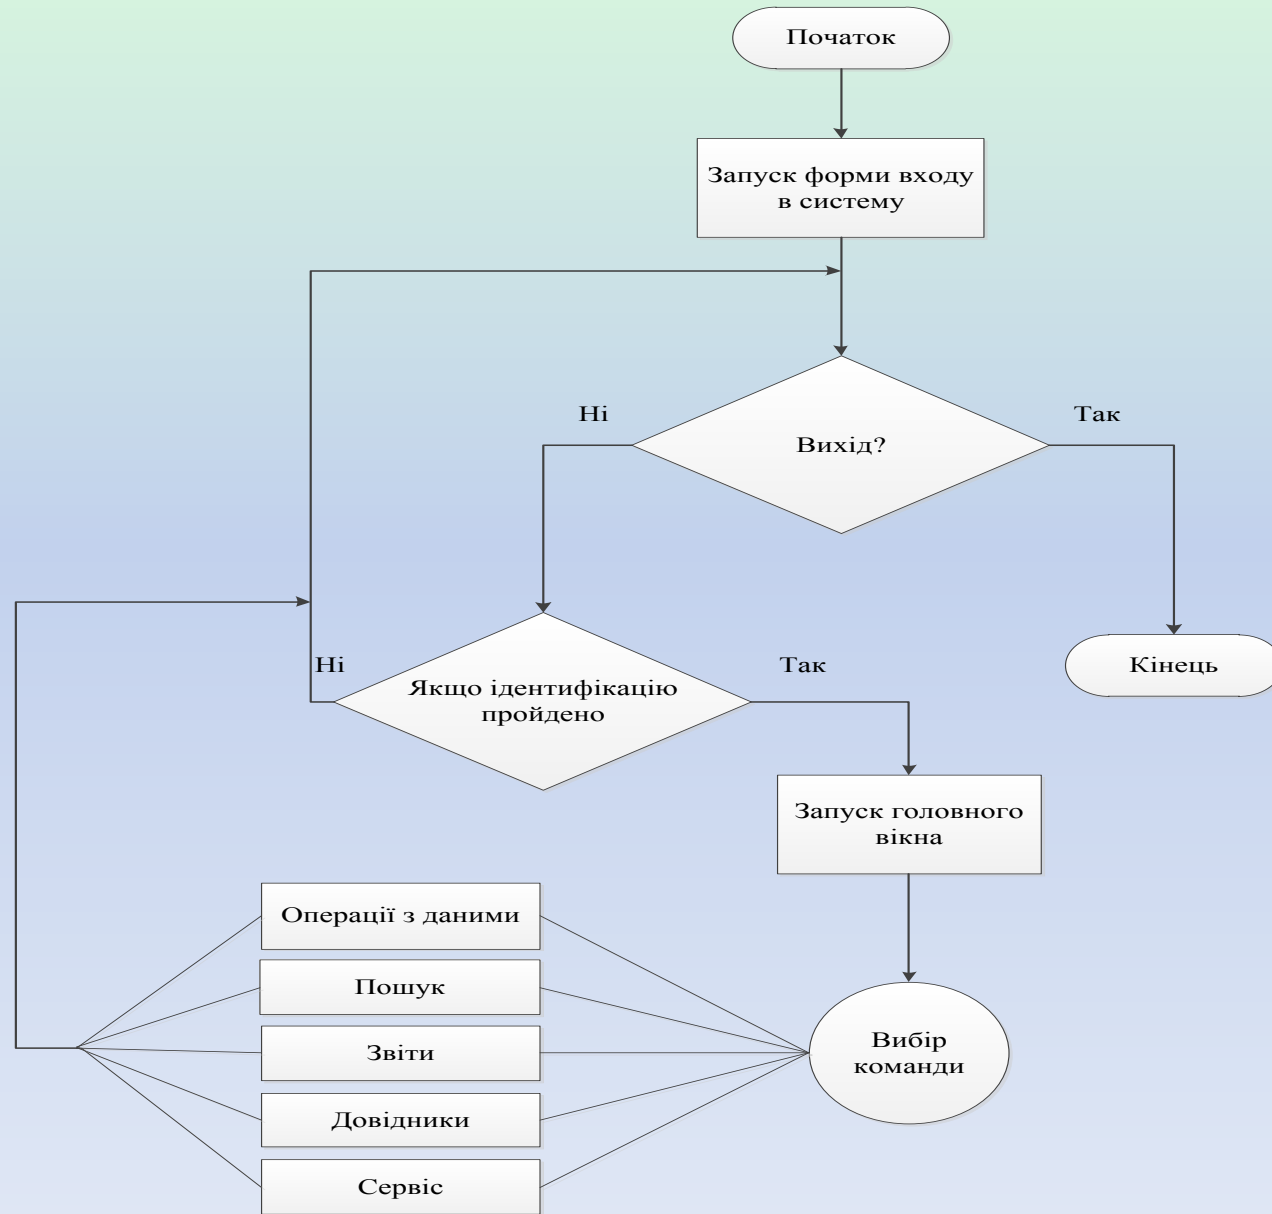 Початок
Запуск форми входу
в систему
Ні
Так
Вихід?
Ні
Так
Кінець
Якщо ідентифікацію
пройдено
Запуск головного
вікна
Операції з даними
Пошук
Звіти
Довідники
Сервіс
Вибір
команди